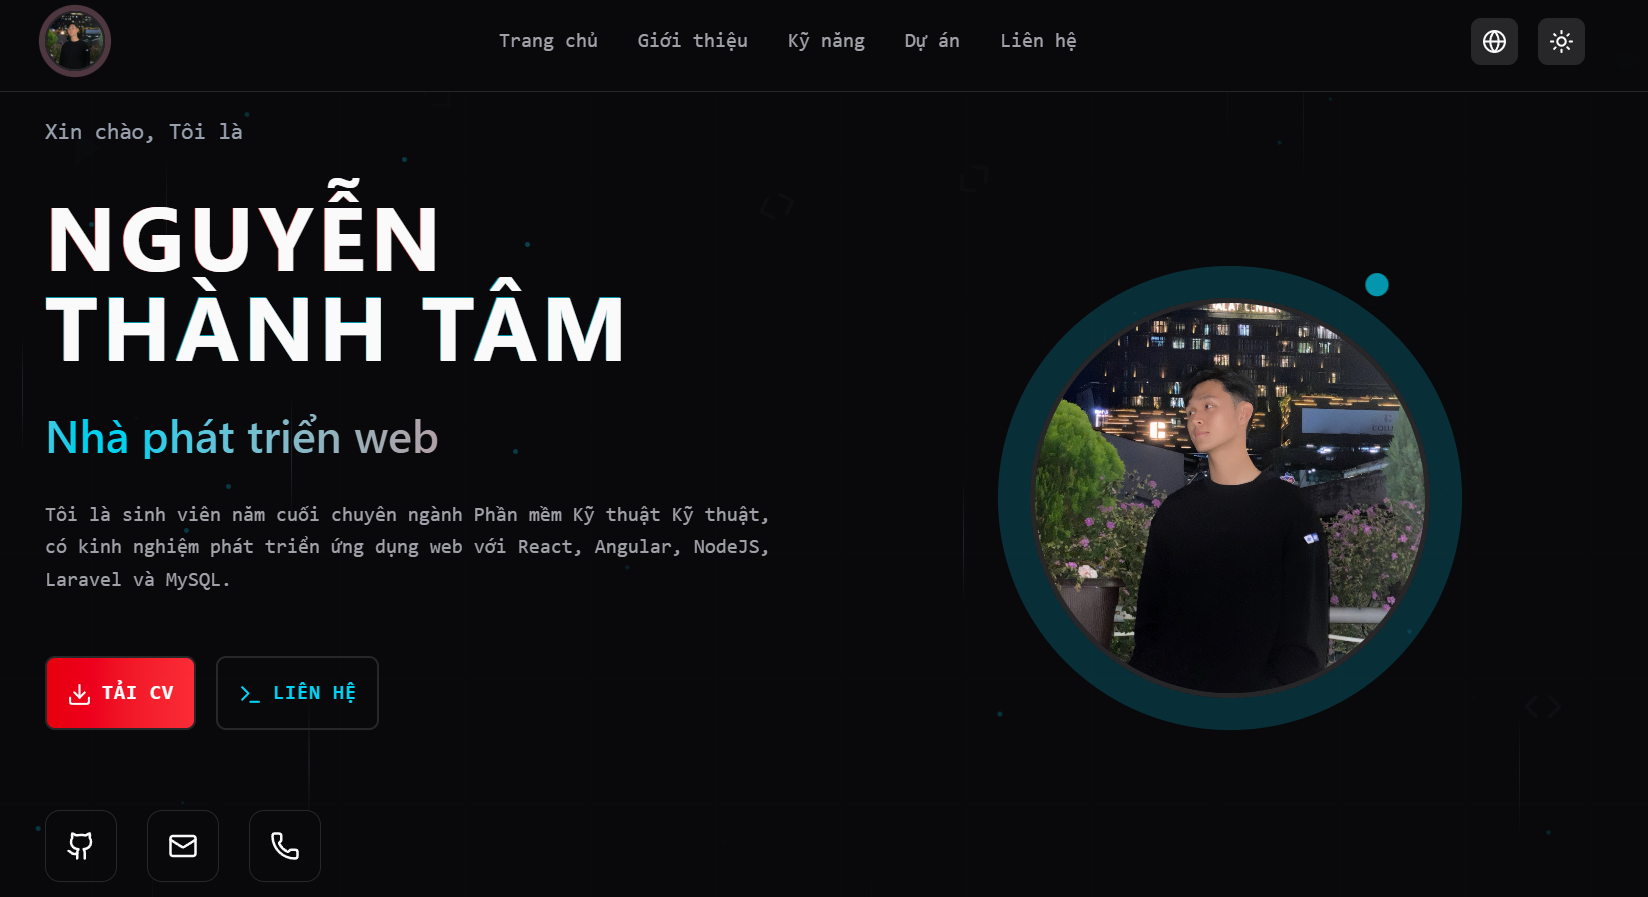 Trang chủ Giới thiệu Kỹ năng Dự án Liên hệ
Xin chào, Tôi là
NGUYỄN
THÀNH TÂM
Nhà phát triển web
Tôi là sinh viên năm cuối chuyên ngành Phần mềm Kỹ thuật Kỹ thuật,
có kinh nghiệm phát triển ứng dụng web với React, Angular, NodeJS,
Laravel và MySQL.
TẢI CV
LIÊN HỆ